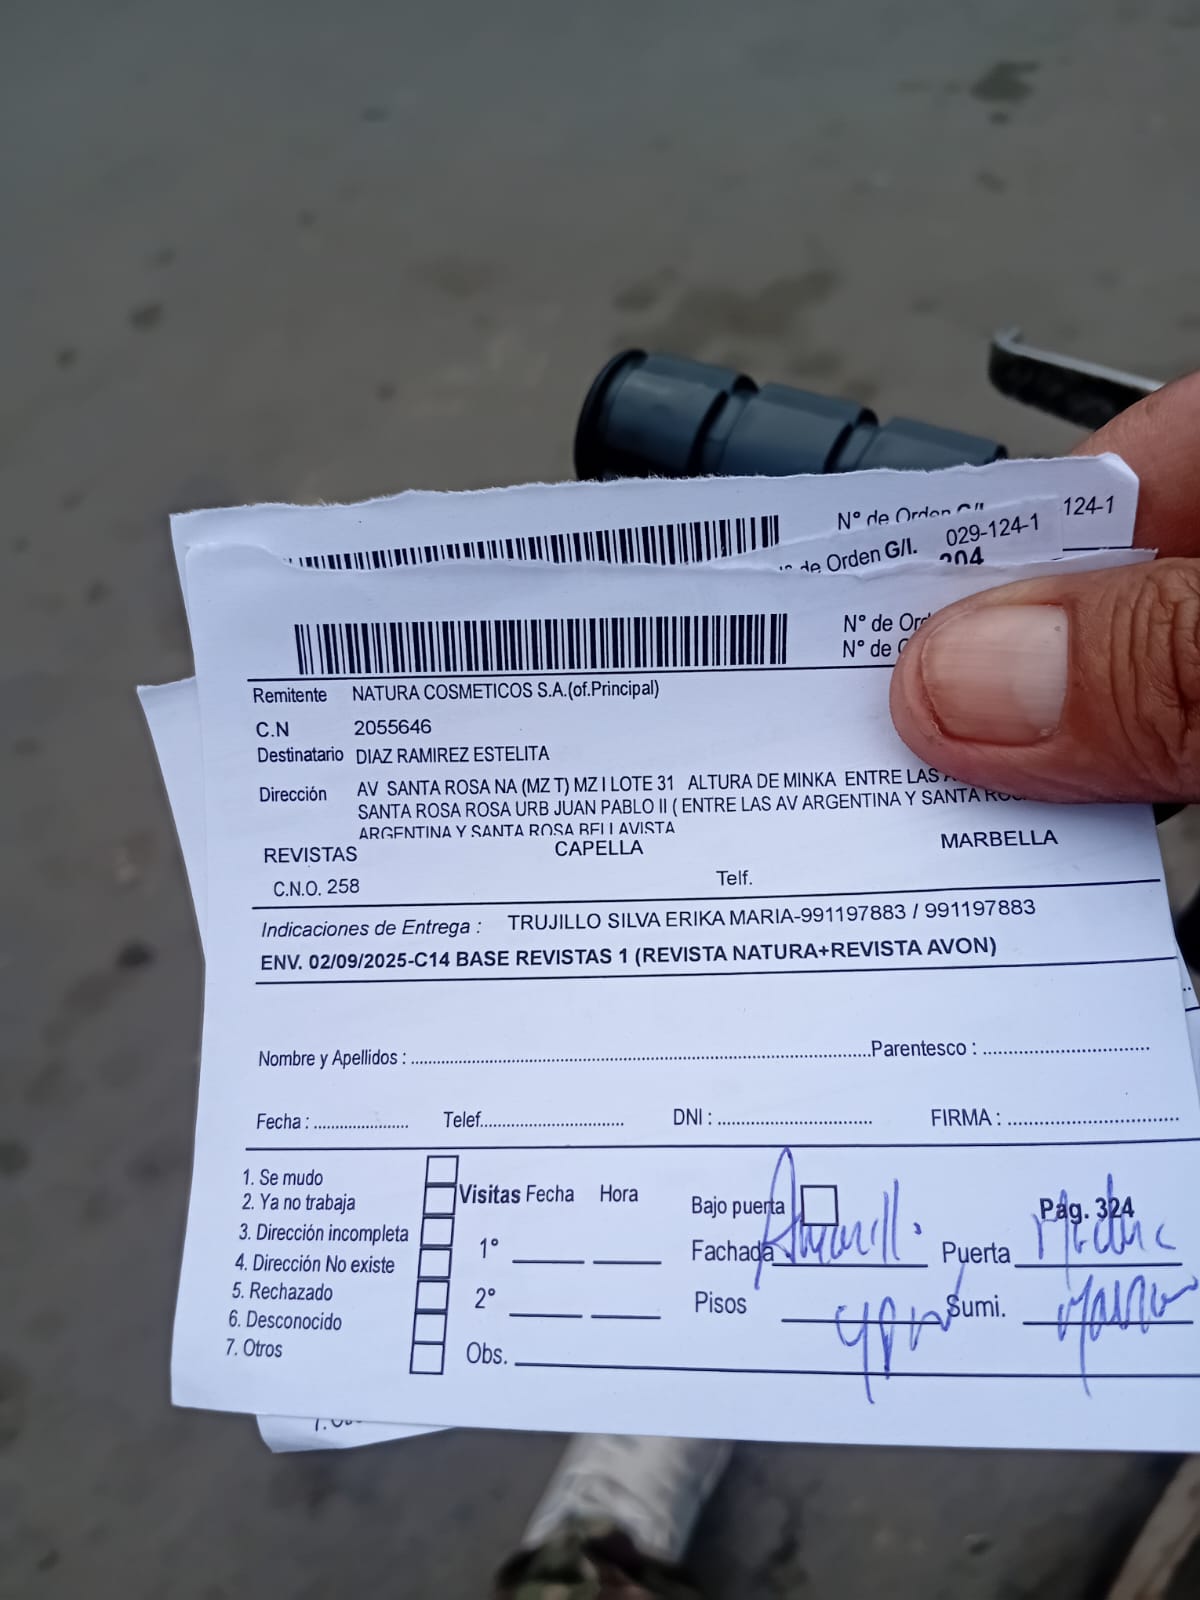 N° de Orden G/I. 124-1
de Orden G/I. 029-124-1
204
N° de
N° de
Remitente NATURA COSMETICOS S.A.(of.Principal)
C.N 2055646
Destinatario DIAZ RAMIREZ ESTELITA
Dirección AV SANTA ROSA NA (MZ T) MZ I LOTE 31 ALTURA DE MINKA ENTRE LAS
SANTA ROSA ROSA URB JUAN PABLO II ( ENTRE LAS AV ARGENTINA Y SANTA
ARGENTINA Y SANTA ROSA BELLAVISTA
REVISTAS CAPELLA MARBELLA
C.N.O. 258 Telf.
Indicaciones de Entrega : TRUJILLO SILVA ERIKA MARIA-991197883 / 991197883
ENV. 02/09/2025-C14 BASE REVISTAS 1 (REVISTA NATURA+REVISTA AVON)
Nombre y Apellidos : Parentesco :
Fecha : Telef. DNI : FIRMA :
1. Se mudo
2. Ya no trabaja
3. Dirección incompleta
4. Dirección No existe
5. Rechazado
6. Desconocido
7. Otros
Visitas Fecha Hora
1°
2°
Obs.
Bajo puerta Pág. 324
Fachada Amarill. Puerta Madera
Pisos Sumi.